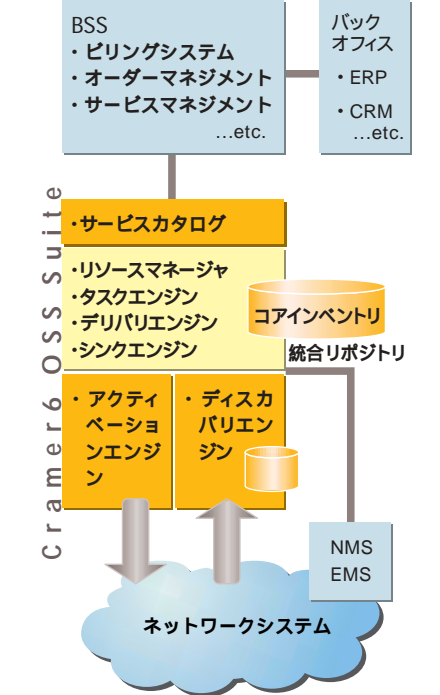 BSS
・ビリングシステム
・オーダーマネジメント
・サービスマネジメント
…etc.
バック
オフィス
・ERP
・CRM
…etc.
Cramer6 OSS Suite
・サービスカタログ
・リソースマネージャ
・タスクエンジン
・デリバリエンジン
・シンクエンジン
コアインベントリ
統合リポジトリ
・アクティ
ベーショ
ンエンジ
ン
・ディスカ
バリエン
ジン
NMS
EMS
ネットワークシステム